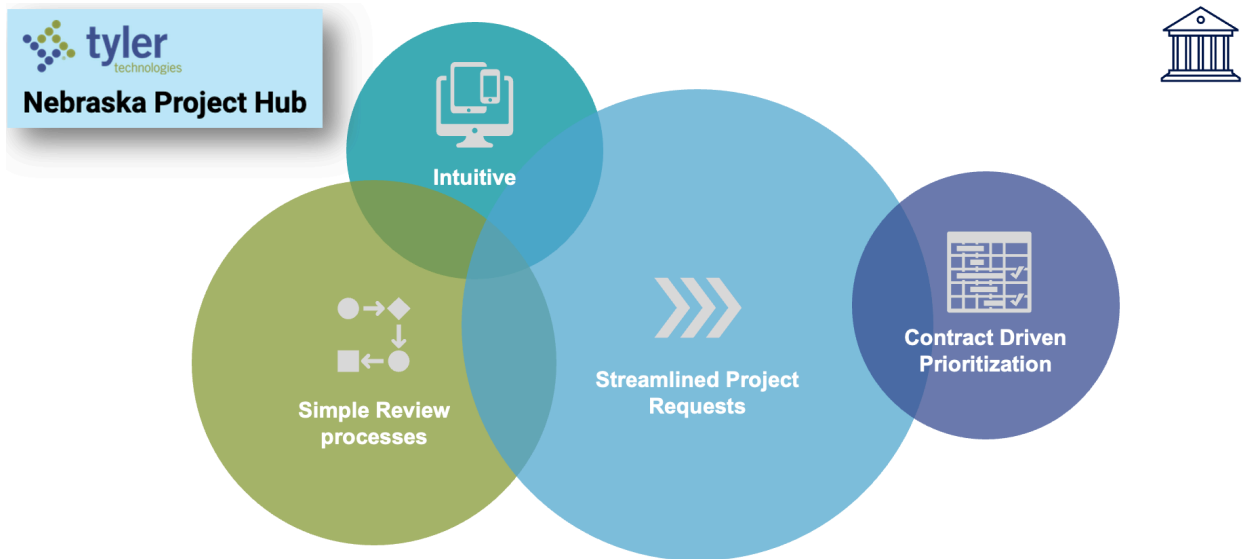 tyler
technologies
Nebraska Project Hub
Intuitive
Simple Review
processes
Streamlined Project
Requests
Contract Driven
Prioritization